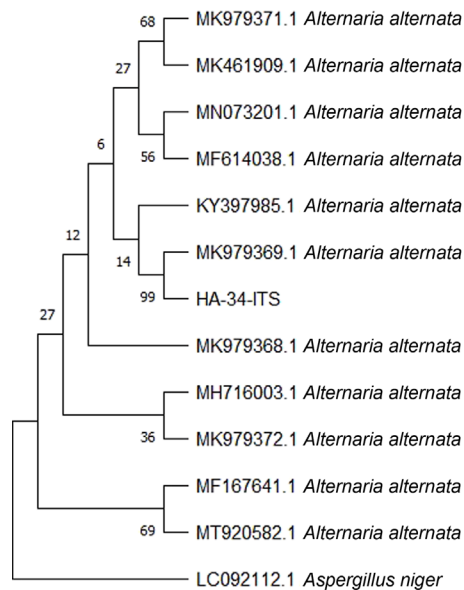 68
MK979371.1 Alternaria alternata
27
MK461909.1 Alternaria alternata
MN073201.1 Alternaria alternata
6
56
MF614038.1 Alternaria alternata
KY397985.1 Alternaria alternata
12
14
MK979369.1 Alternaria alternata
99
HA-34-ITS
27
MK979368.1 Alternaria alternata
MH716003.1 Alternaria alternata
36
MK979372.1 Alternaria alternata
MF167641.1 Alternaria alternata
69
MT920582.1 Alternaria alternata
LC092112.1 Aspergillus niger